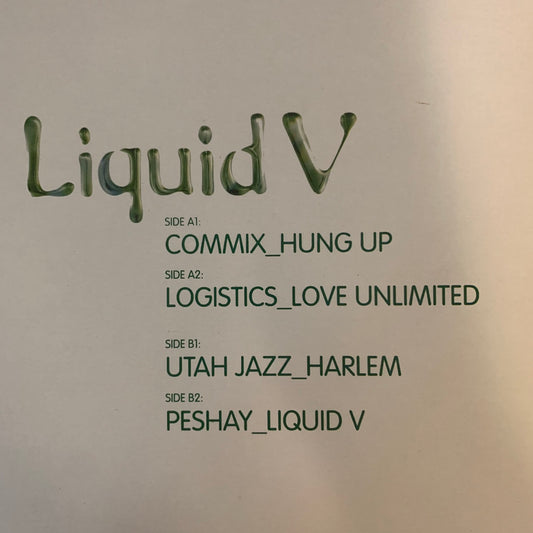 Liquid V
SIDE A1:
COMMIX_HUNG UP
SIDE A2:
LOGISTICS_LOVE UNLIMITED
SIDE B1:
UTAH JAZZ_HARLEM
SIDE B2:
PESHAY_LIQUID V